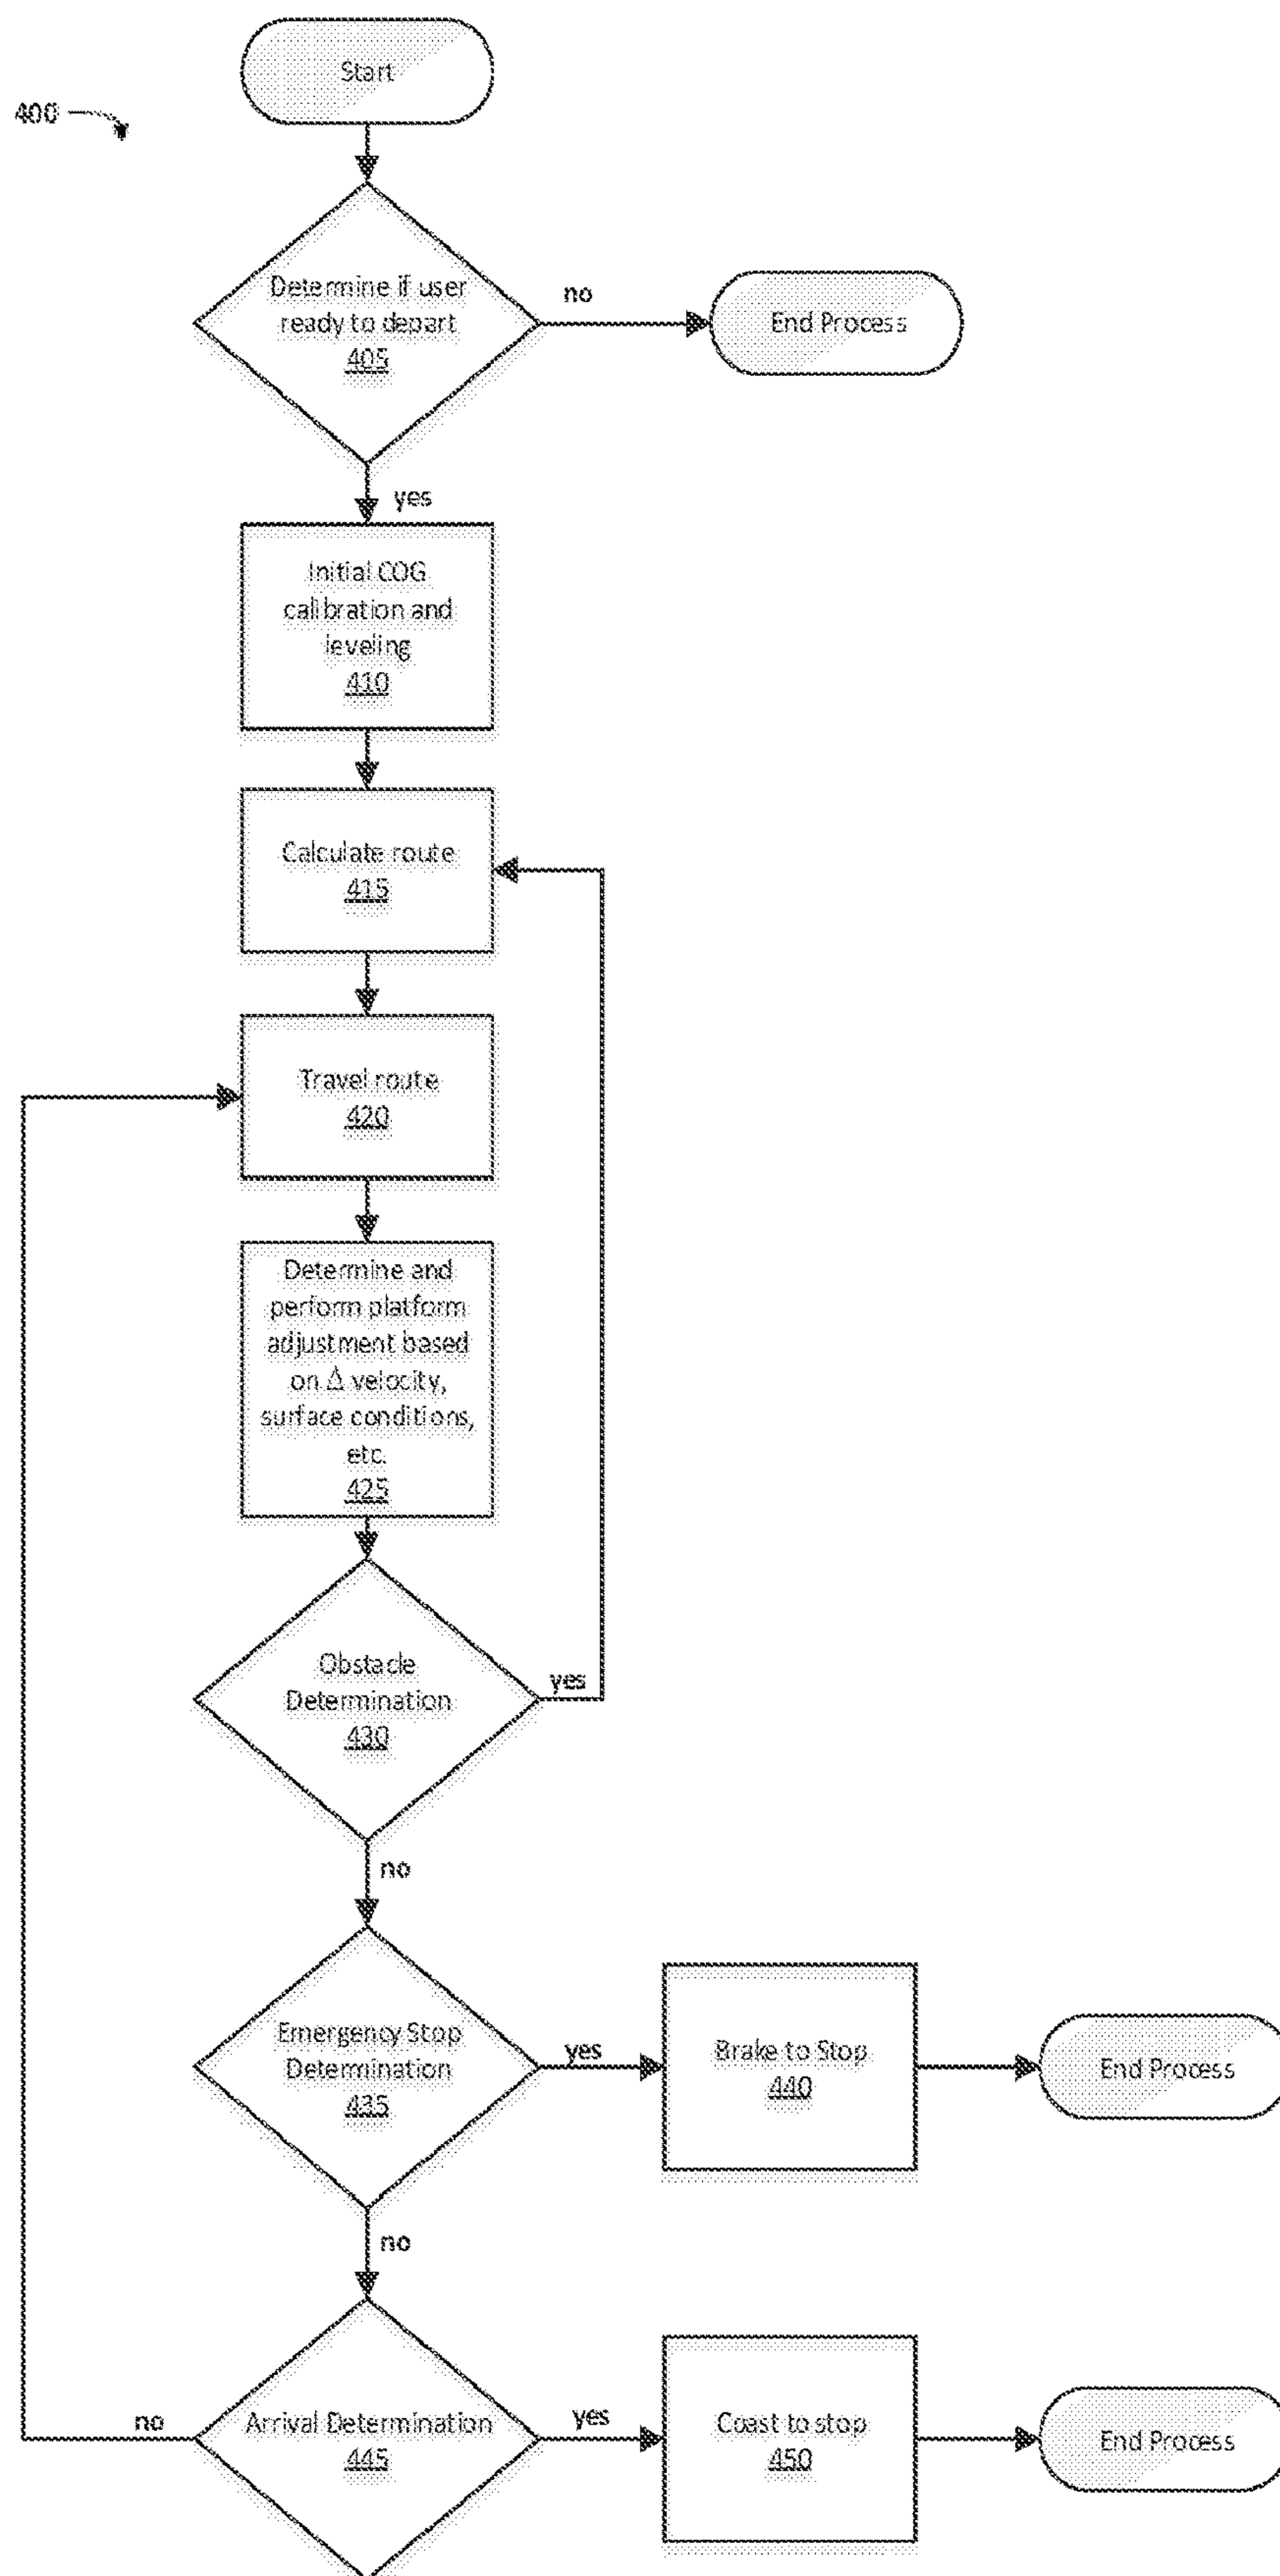 Start
400
Determine if user
ready to depart
405
no
End Process
yes
Initial COG
calibration and
leveling
410
Calculate route
415
Travel route
420
Determine and
perform platform
adjustment based
on Δ velocity,
surface conditions,
etc.
425
Obstacle
Determination
430
yes
no
Emergency Stop
Determination
435
yes
Brake to Stop
440
End Process
no
no
Arrival Determination
445
yes
Coast to stop
450
End Process